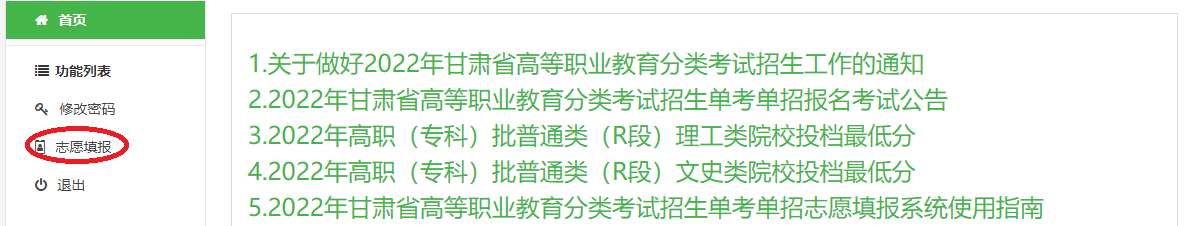 首页
功能列表
修改密码
志愿填报
退出
1.关于做好2022年甘肃省高等职业教育分类考试招生工作的通知
2.2022年甘肃省高等职业教育分类考试招生单考单招报名考试公告
3.2022年高职（专科）批普通类（R段）理工类院校投档最低分
4.2022年高职（专科）批普通类（R段）文史类院校投档最低分
5.2022年甘肃省高等职业教育分类考试招生单考单招志愿填报系统使用指南